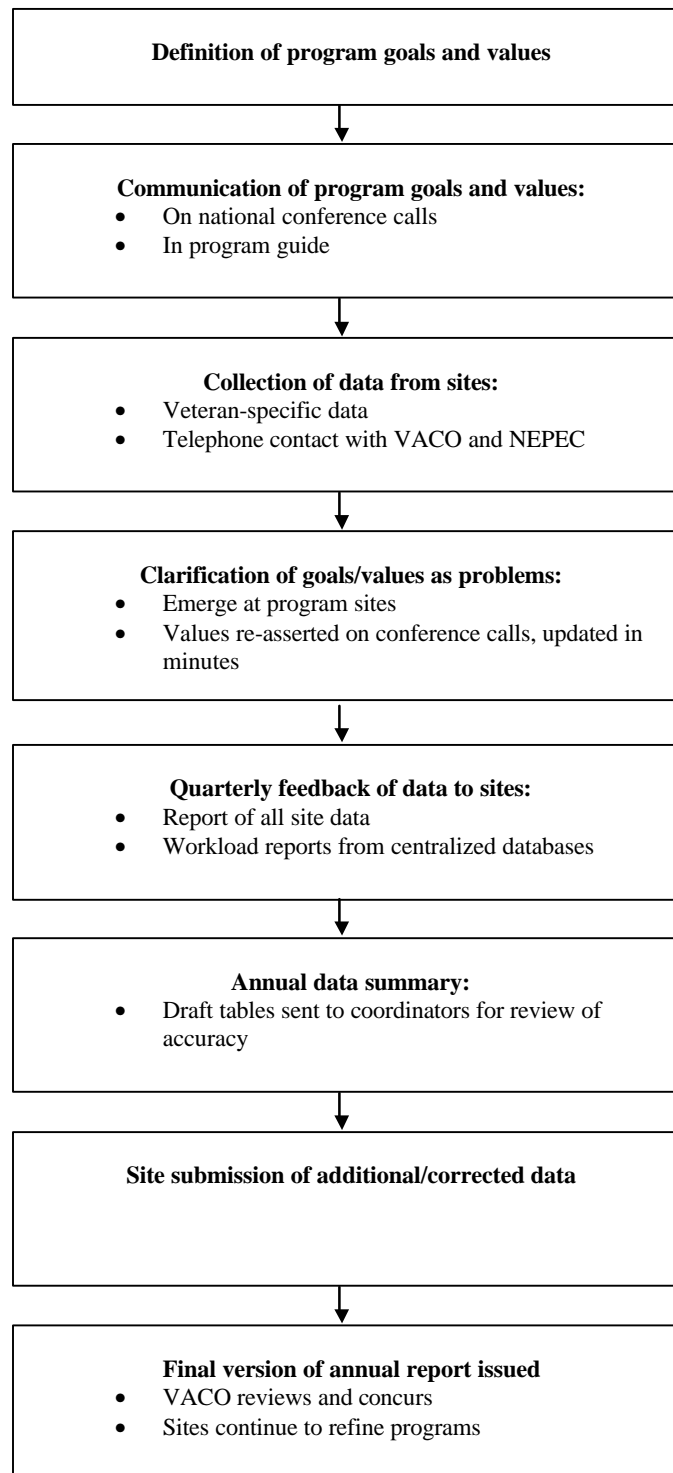 Definition of program goals and values
Communication of program goals and values:
• On national conference calls
• In program guide
Collection of data from sites:
• Veteran-specific data
• Telephone contact with VACO and NEPEC
Clarification of goals/values as problems:
• Emerge at program sites
• Values re-asserted on conference calls, updated in
minutes
Quarterly feedback of data to sites:
• Report of all site data
• Workload reports from centralized databases
Annual data summary:
• Draft tables sent to coordinators for review of
accuracy
Site submission of additional/corrected data
Final version of annual report issued
• VACO reviews and concurs
• Sites continue to refine programs